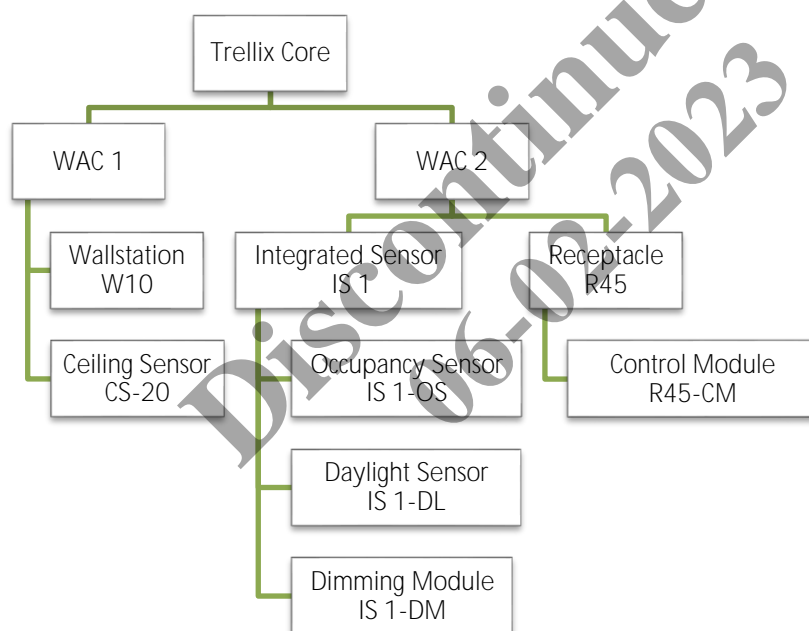 Trellix Core
WAC 1
WAC 2
Wallstation
W10
Integrated Sensor
IS 1
Receptacle
R45
Ceiling Sensor
CS-20
Occupancy Sensor
IS 1-OS
Control Module
R45-CM
Daylight Sensor
IS 1-DL
Dimming Module
IS 1-DM
Discontinue
06-02-2023